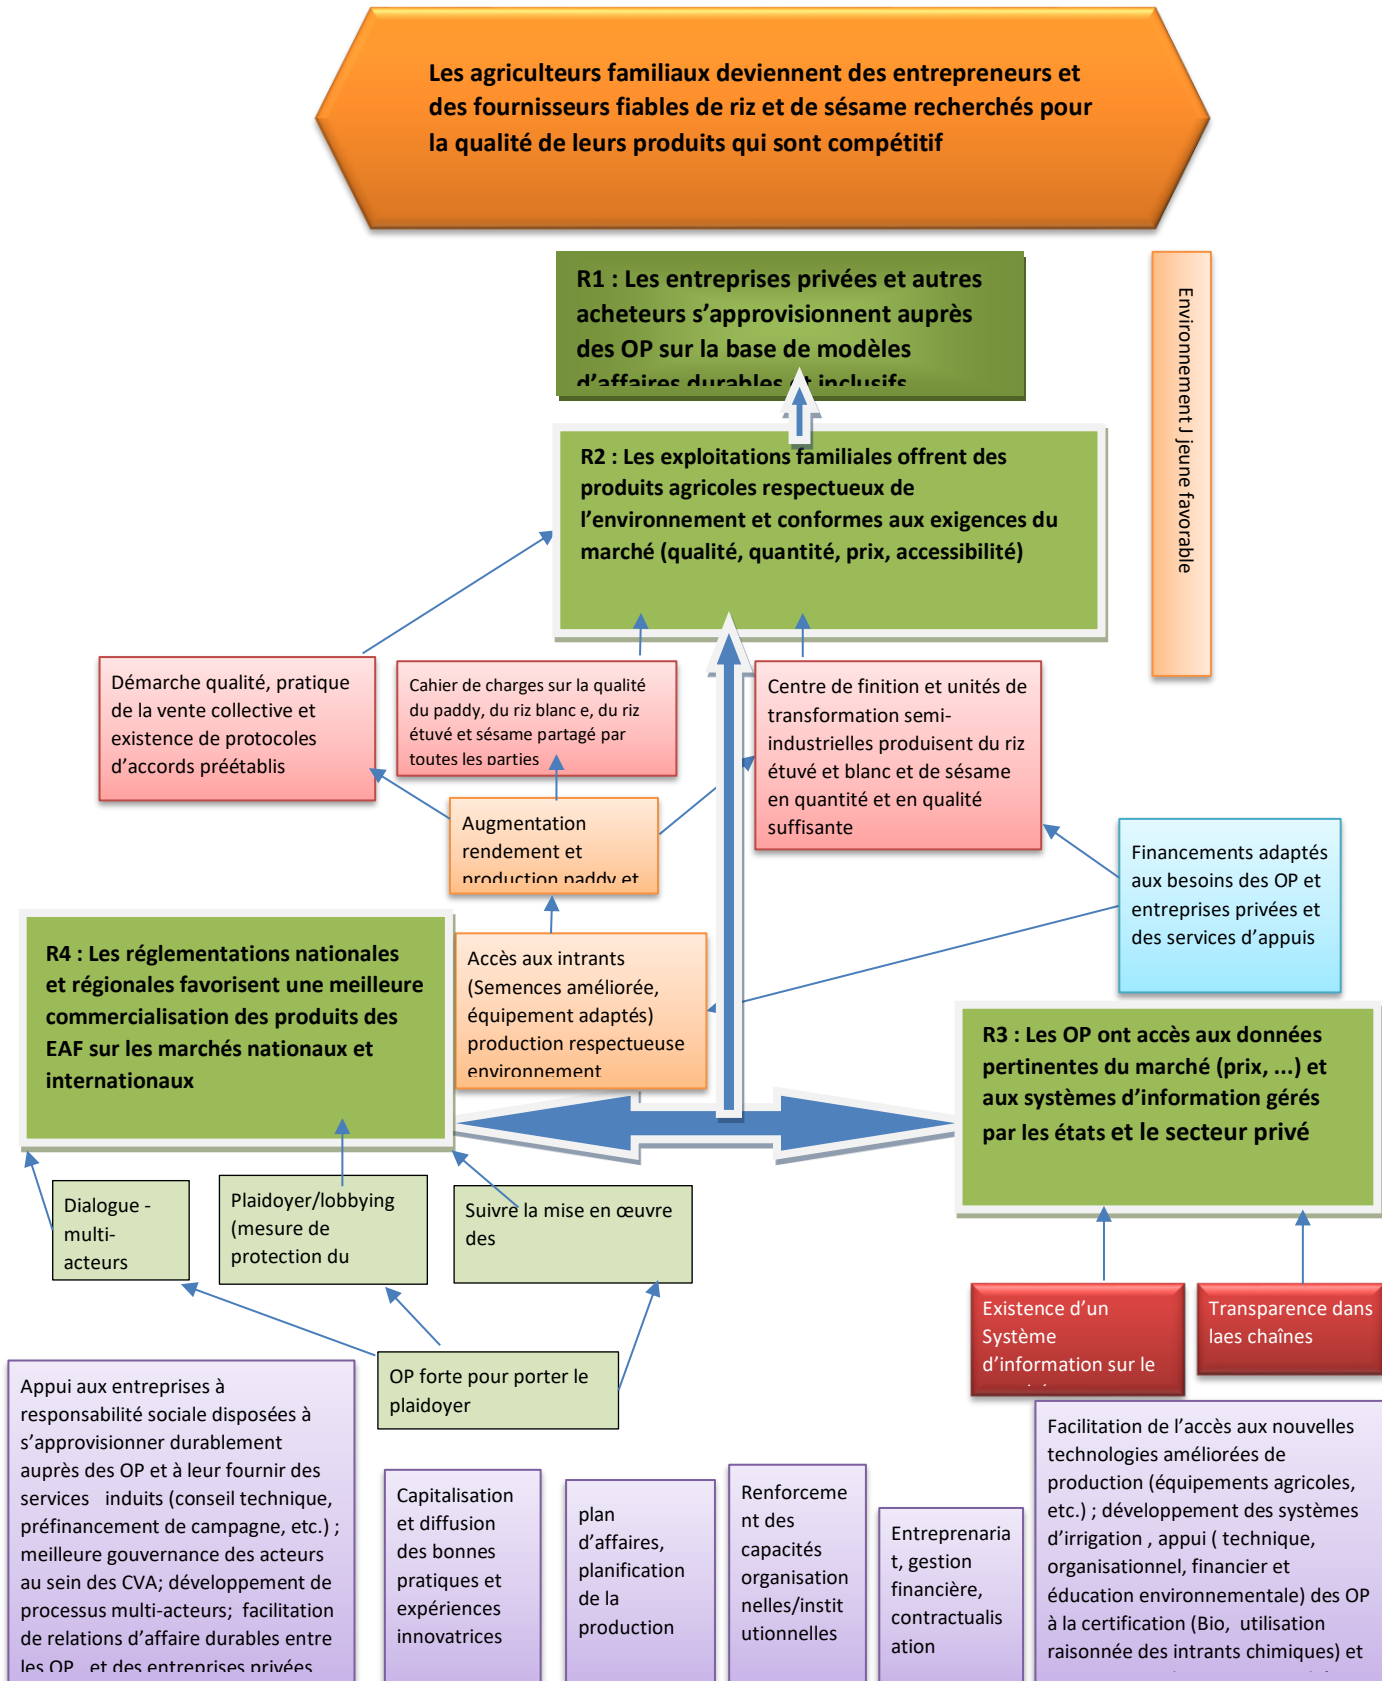 Les agriculteurs familiaux deviennent des entrepreneurs et
des fournisseurs fiables de riz et de sésame recherchés pour
la qualité de leurs produits qui sont compétitif
R1 : Les entreprises privées et autres
acheteurs s’approvisionnent auprès
des OP sur la base de modèles
d’affaires durables et inclusifs
Environnement J jeune favorable
R2 : Les exploitations familiales offrent des
produits agricoles respectueux de
l’environnement et conformes aux exigences du
marché (qualité, quantité, prix, accessibilité)
Démarche qualité, pratique
de la vente collective et
existence de protocoles
d’accords préétablis
Cahier de charges sur la qualité
du paddy, du riz blanc e, du riz
étuvé et sésame partagé par
toutes les parties
Centre de finition et unités de
transformation semi-
industrielles produisent du riz
étuvé et blanc et de sésame
en quantité et en qualité
suffisante
Augmentation
rendement et
production paddy et
Financements adaptés
aux besoins des OP et
entreprises privées et
des services d’appuis
R4 : Les réglementations nationales
et régionales favorisent une meilleure
commercialisation des produits des
EAF sur les marchés nationaux et
internationaux
Accès aux intrants
(Semences améliorée,
équipement adaptés)
production respectueuse
environnement
R3 : Les OP ont accès aux données
pertinentes du marché (prix, ...) et
aux systèmes d’information gérés
par les états et le secteur privé
Dialogue -
multi-
acteurs
Plaidoyer/lobbying
(mesure de
protection du
Suivre la mise en œuvre
des
Existence d’un
Système
d’information sur le
Transparence dans
laes chaînes
OP forte pour porter le
plaidoyer
Appui aux entreprises à
responsabilité sociale disposées à
s’approvisionner durablement
auprès des OP et à leur fournir des
services induits (conseil technique,
préfinancement de campagne, etc.) ;
meilleure gouvernance des acteurs
au sein des CVA; développement de
processus multi-acteurs; facilitation
de relations d’affaire durables entre
les OP et des entreprises privées
Capitalisation
et diffusion
des bonnes
pratiques et
expériences
innovatrices
plan
d’affaires,
planification
de la
production
Renforceme
nt des
capacités
organisation
nelles/instit
utionnelles
Entreprenaria
t, gestion
financière,
contractualis
ation
Facilitation de l’accès aux nouvelles
technologies améliorées de
production (équipements agricoles,
etc.) ; développement des systèmes
d’irrigation , appui ( technique,
organisationnel, financier et
éducation environnementale) des OP
à la certification (Bio, utilisation
raisonnée des intrants chimiques) et